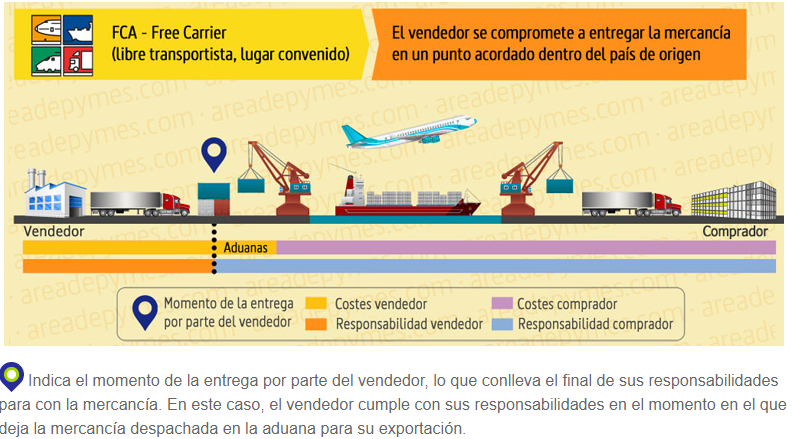 FCA - Free Carrier
(libre transportista, lugar convenido)
El vendedor se compromete a entregar la mercancía
en un punto acordado dentro del país de origen
areadepymes.com · areadepymes.com
Vendedor
Comprador
Aduanas
Momento de la entrega
por parte del vendedor
Costes vendedor
Responsabilidad vendedor
Costes comprador
Responsabilidad comprador
Indica el momento de la entrega por parte del vendedor, lo que conlleva el final de sus responsabilidades
para con la mercancía. En este caso, el vendedor cumple con sus responsabilidades en el momento en el que
deja la mercancía despachada en la aduana para su exportación.